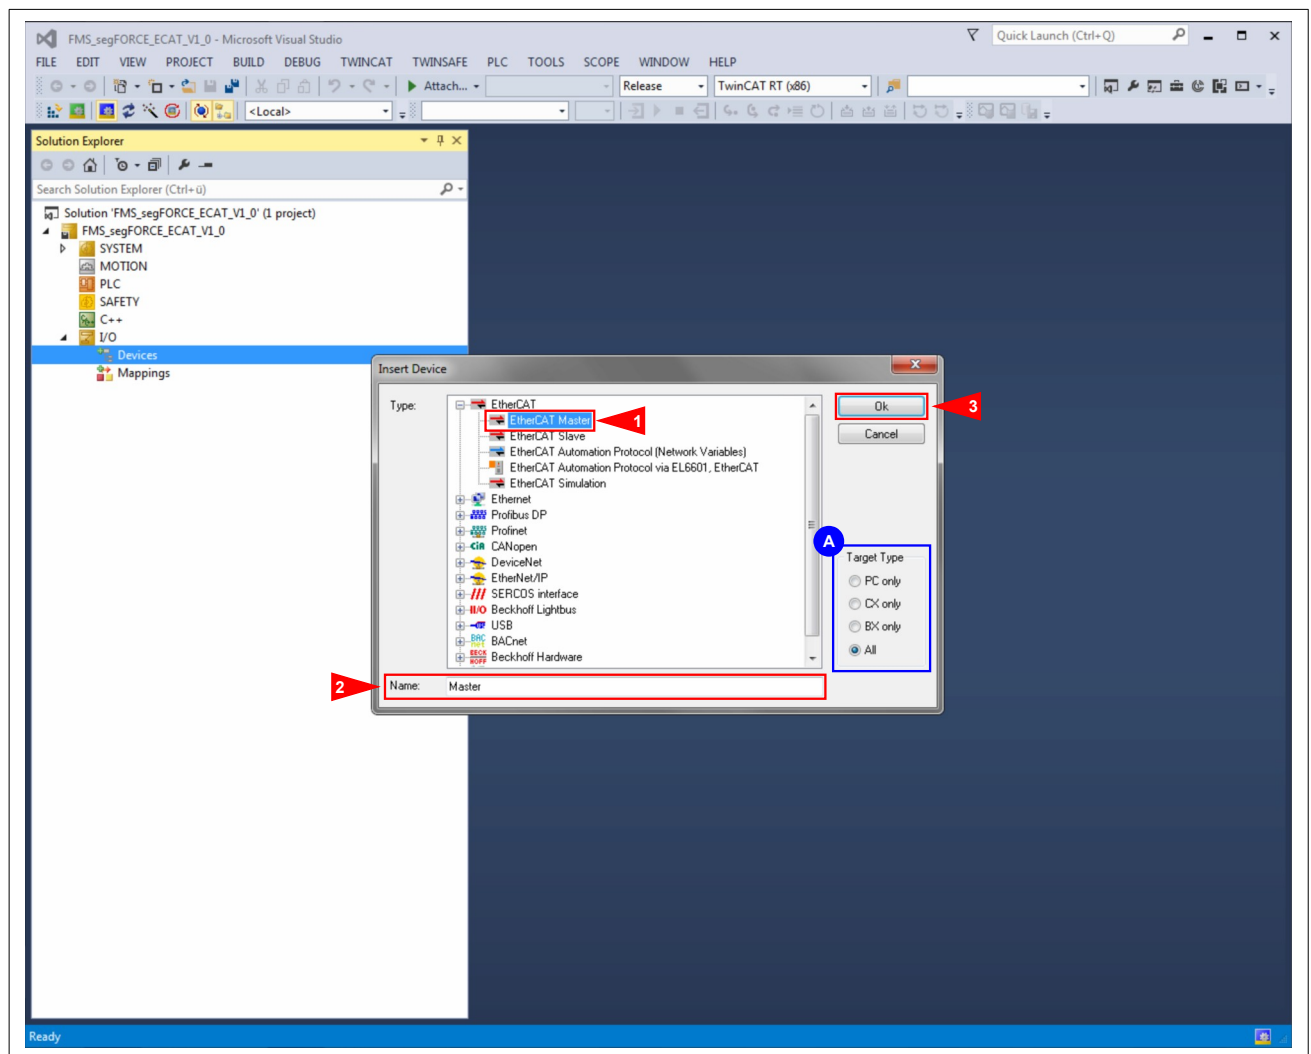 FMS_segFORCE_ECAT_V1_0 - Microsoft Visual Studio
Quick Launch (Ctrl+Q)
FILE EDIT VIEW PROJECT BUILD DEBUG TWINCAT TWINSAFE PLC TOOLS SCOPE WINDOW HELP
Attach... Release TwinCAT RT (x86)
<Local>
Solution Explorer
Search Solution Explorer (Ctrl+ü)
Solution 'FMS_segFORCE_ECAT_V1_0' (1 project)
FMS_segFORCE_ECAT_V1_0
SYSTEM
MOTION
PLC
SAFETY
C++
I/O
Devices
Mappings
Insert Device
Type:
EtherCAT
EtherCAT Master
EtherCAT Slave
EtherCAT Automation Protocol (Network Variables)
EtherCAT Automation Protocol via EL6601, EtherCAT
EtherCAT Simulation
Ethernet
Profibus DP
Profinet
CANopen
DeviceNet
EtherNet/IP
SERCOS interface
Beckhoff Lightbus
USB
BACnet
Beckhoff Hardware
1
Ok
3
Cancel
A
Target Type
PC only
CX only
BX only
All
2
Name: Master
Ready